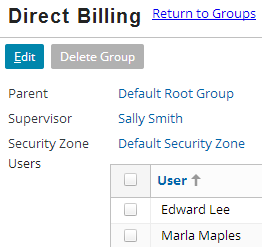 Direct Billing Return to Groups
Edit Delete Group
Parent Default Root Group
Supervisor Sally Smith
Security Zone Default Security Zone
Users
User ↑
Edward Lee
Marla Maples